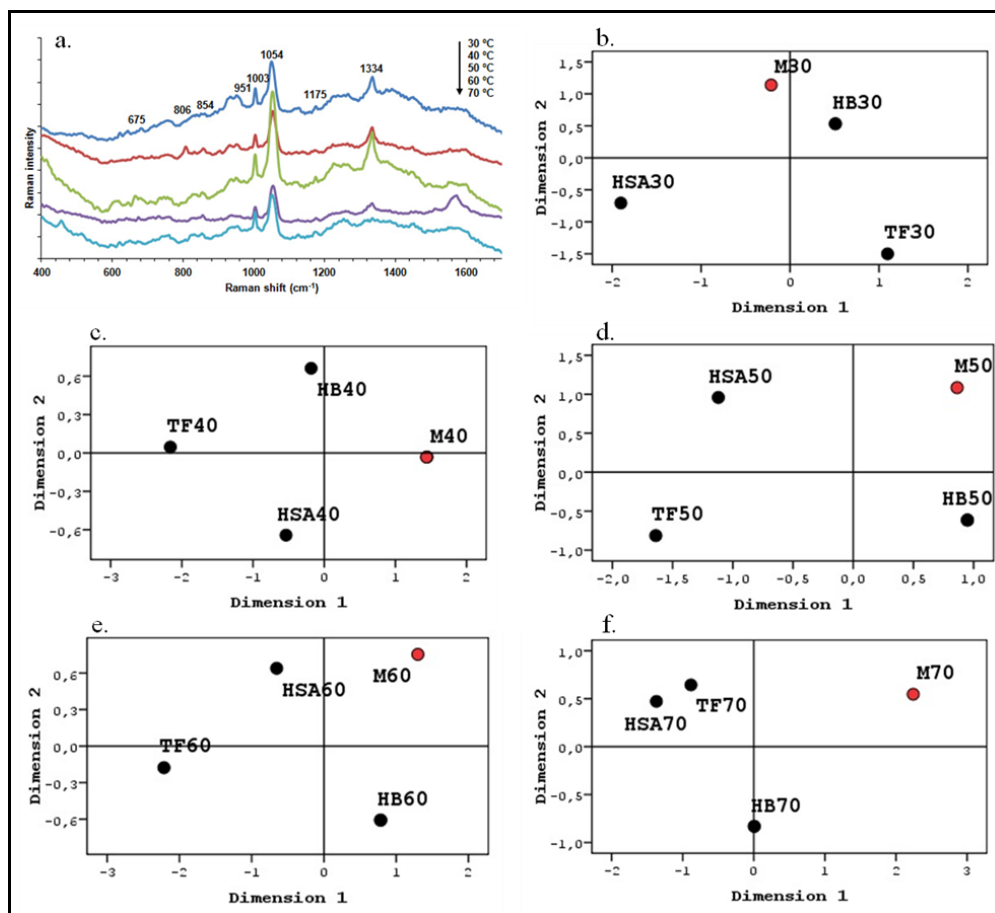 a.
30 °C
40 °C
50 °C
60 °C
70 °C
1054
1334
1003
951
1175
854
806
675
Raman intensity
400 600 800 1000 1200 1400 1600
Raman shift (cm⁻¹)
b.
1,5
1,0
0,5
0,0
-0,5
-1,0
-1,5
Dimension 2
M30
HB30
HSA30
TF30
-2 -1 0 1 2
Dimension 1
c.
0,6
0,3
0,0
-0,3
-0,6
Dimension 2
HB40
TF40
M40
HSA40
-3 -2 -1 0 1 2
Dimension 1
d.
1,5
1,0
0,5
0,0
-0,5
-1,0
Dimension 2
M50
HSA50
HB50
TF50
-2,0 -1,5 -1,0 -0,5 0,0 0,5 1,0
Dimension 1
e.
0,6
0,3
0,0
-0,3
-0,6
Dimension 2
M60
HSA60
TF60
HB60
-3 -2 -1 0 1 2
Dimension 1
f.
1,0
0,5
0,0
-0,5
-1,0
Dimension 2
M70
TF70
HSA70
HB70
-2 -1 0 1 2 3
Dimension 1